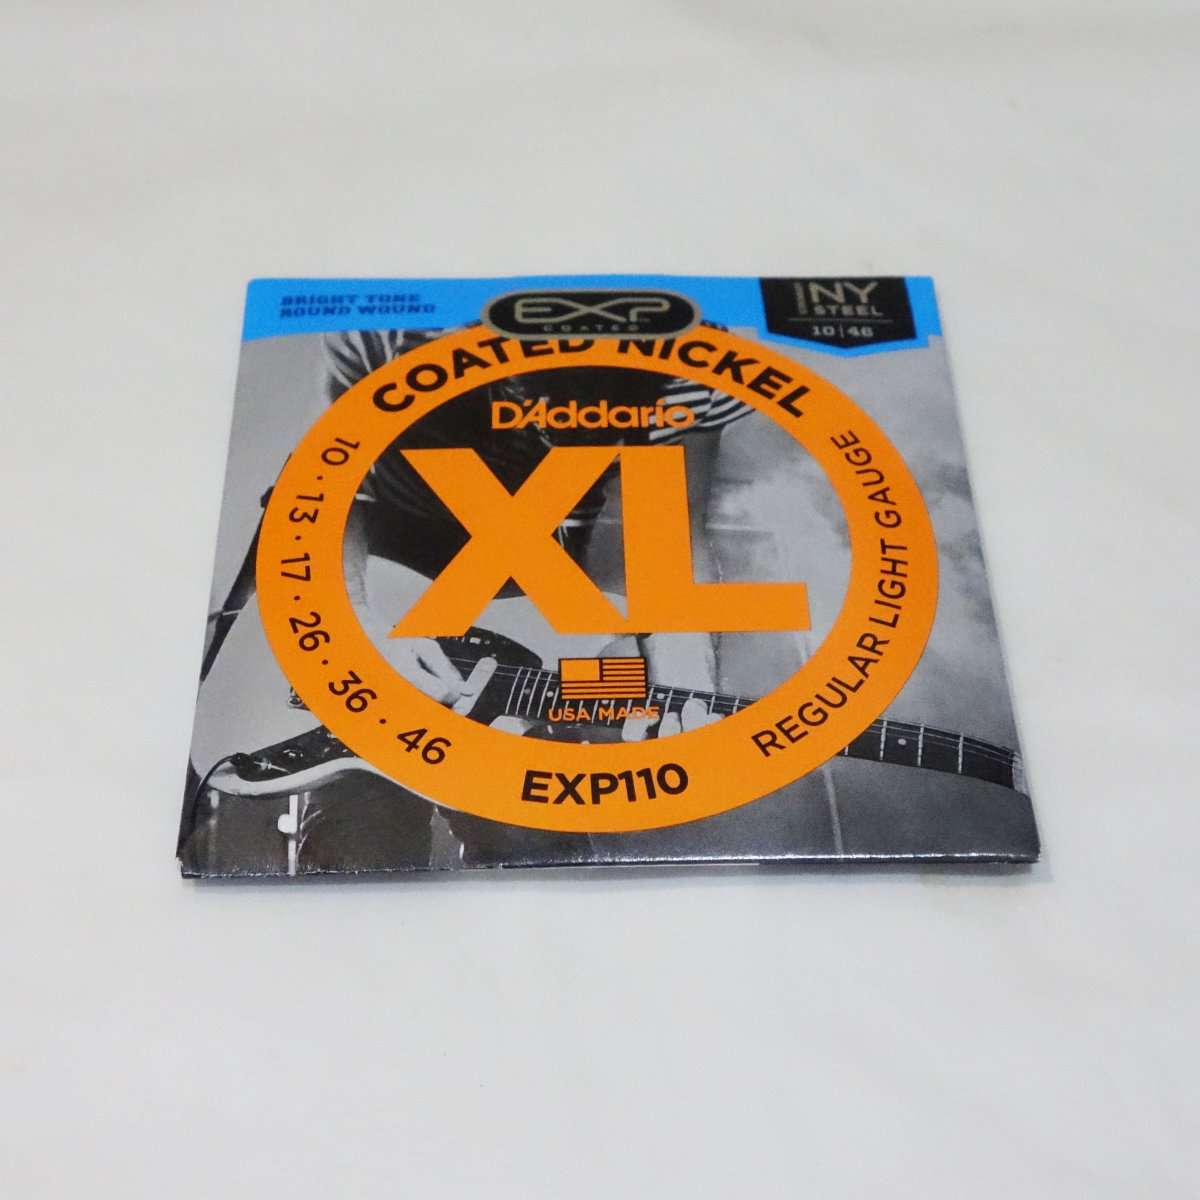 BRIGHT TONE
ROUND WOUND
EXP
COATED
STRONGER
NY
STEEL
10 | 46
COATED NICKEL
D'Addario
XL
10 · 13 · 17 · 26 · 36 · 46
REGULAR LIGHT GAUGE
USA MADE
EXP110